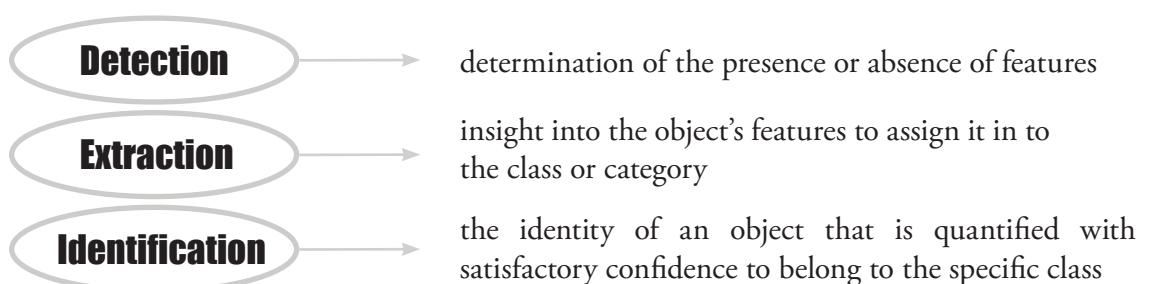 Detection
determination of the presence or absence of features
Extraction
insight into the object’s features to assign it in to
the class or category
Identification
the identity of an object that is quantified with
satisfactory confidence to belong to the specific class